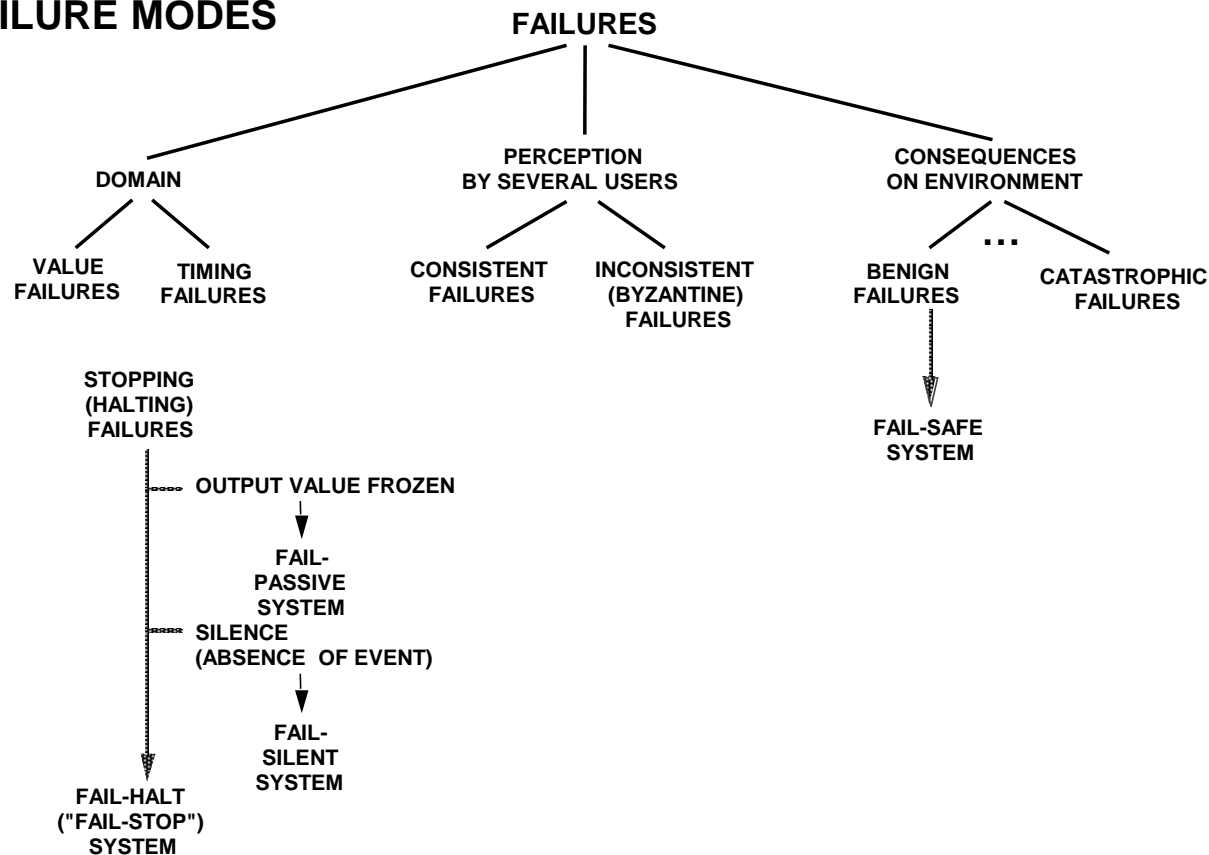 ILURE MODES
FAILURES
DOMAIN
PERCEPTION
BY SEVERAL USERS
CONSEQUENCES
ON ENVIRONMENT
VALUE
FAILURES
TIMING
FAILURES
CONSISTENT
FAILURES
INCONSISTENT
(BYZANTINE)
FAILURES
BENIGN
FAILURES
...
CATASTROPHIC
FAILURES
STOPPING
(HALTING)
FAILURES
FAIL-SAFE
SYSTEM
OUTPUT VALUE FROZEN
FAIL-
PASSIVE
SYSTEM
SILENCE
(ABSENCE OF EVENT)
FAIL-
SILENT
SYSTEM
FAIL-HALT
("FAIL-STOP")
SYSTEM